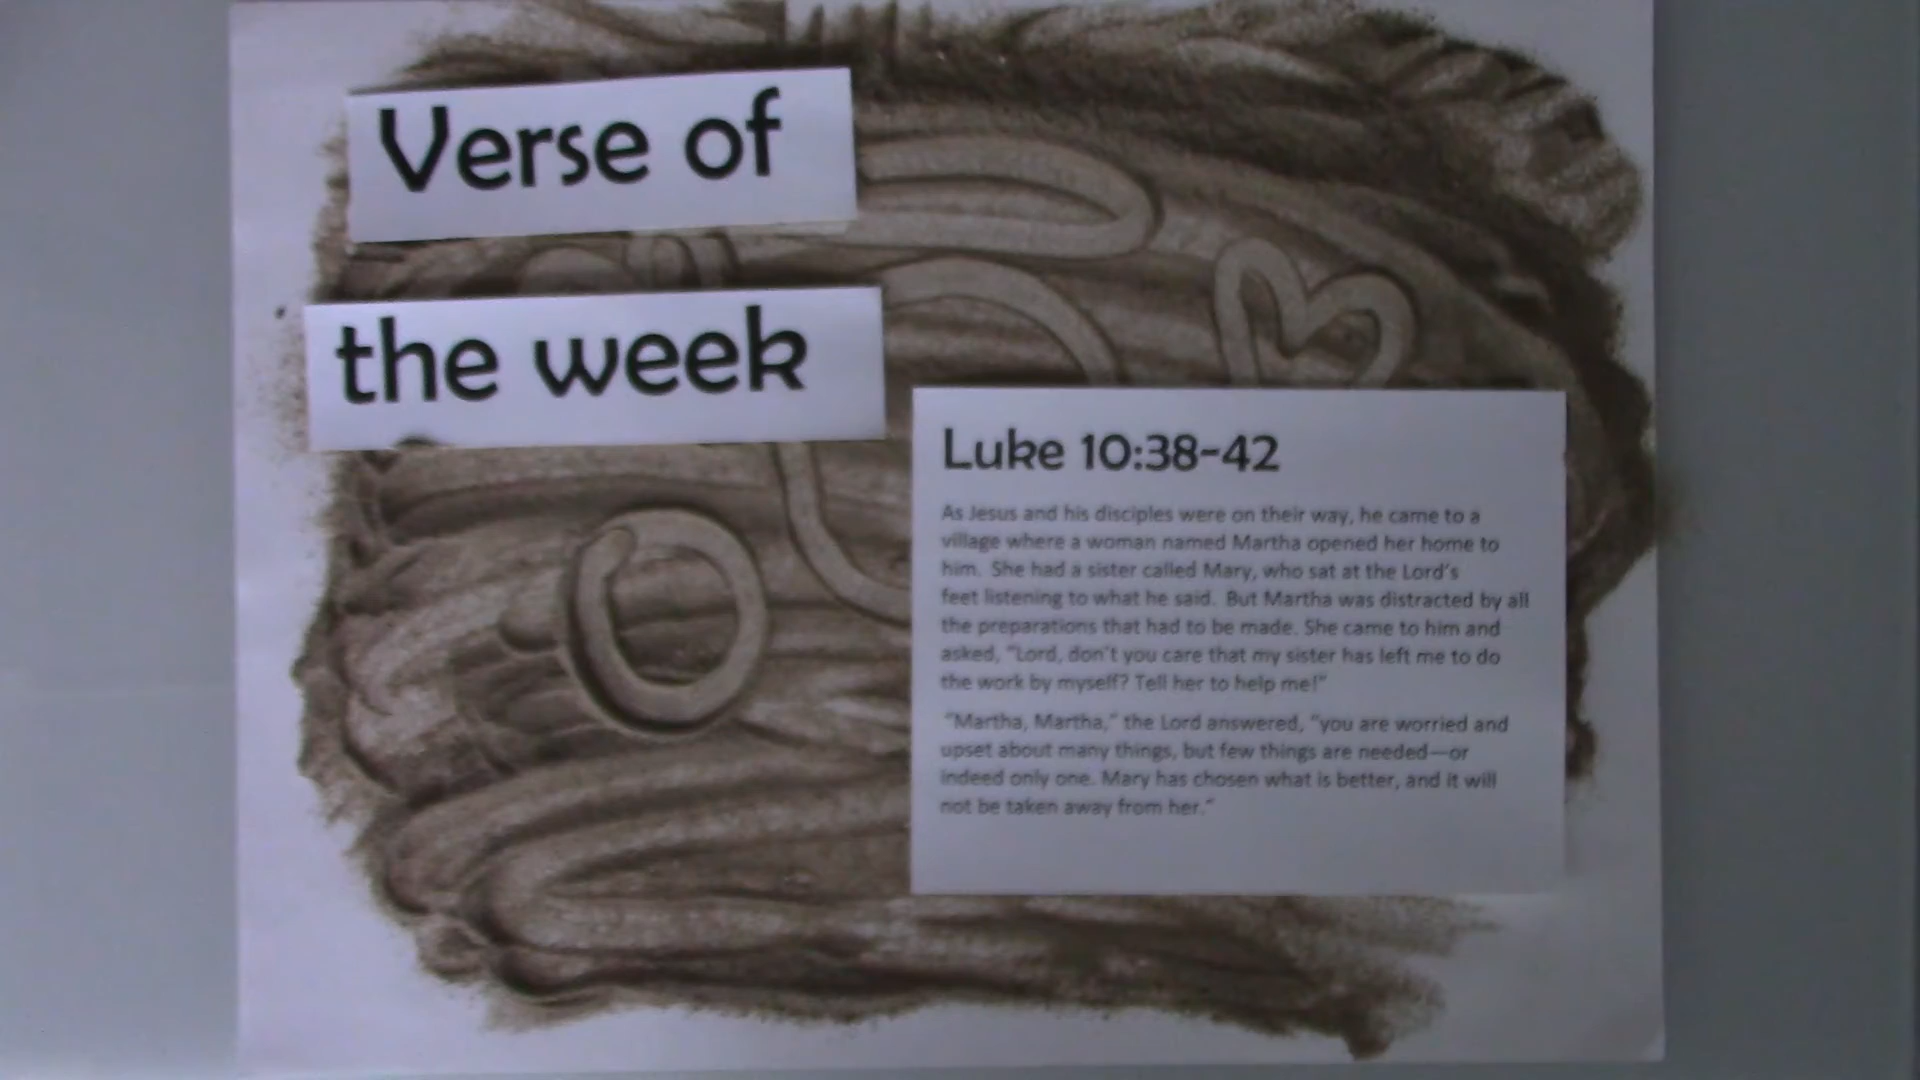 Verse of
the week
Luke 10:38-42
As Jesus and his disciples were on their way, he came to a
village where a woman named Martha opened her home to
him. She had a sister called Mary, who sat at the Lord's
feet listening to what he said. But Martha was distracted by all
the preparations that had to be made. She came to him and
asked, "Lord, don't you care that my sister has left me to do
the work by myself? Tell her to help me!"
"Martha, Martha," the Lord answered, "you are worried and
upset about many things, but few things are needed—or
indeed only one. Mary has chosen what is better, and it will
not be taken away from her."